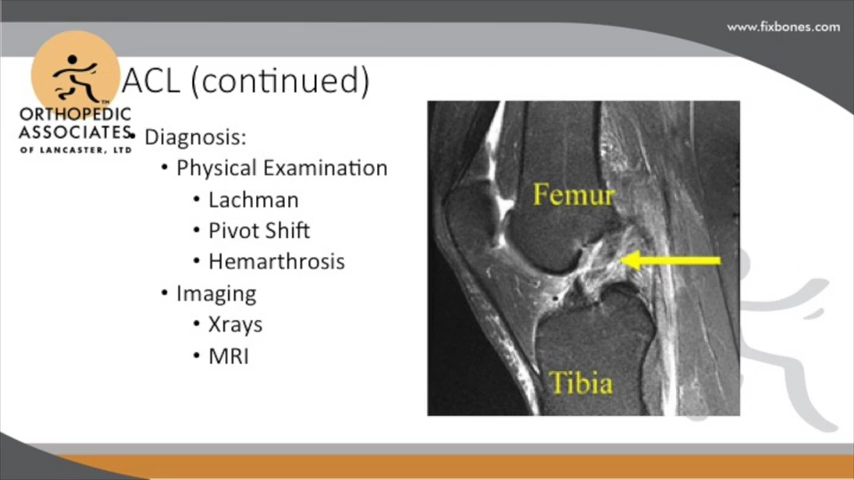 www.fixbones.com
ACL (continued)
ORTHOPEDIC
ASSOCIATES
OF LANCASTER, LTD
TM
• Diagnosis:
• Physical Examination
• Lachman
• Pivot Shift
• Hemarthrosis
• Imaging
• Xrays
• MRI
Femur
Tibia